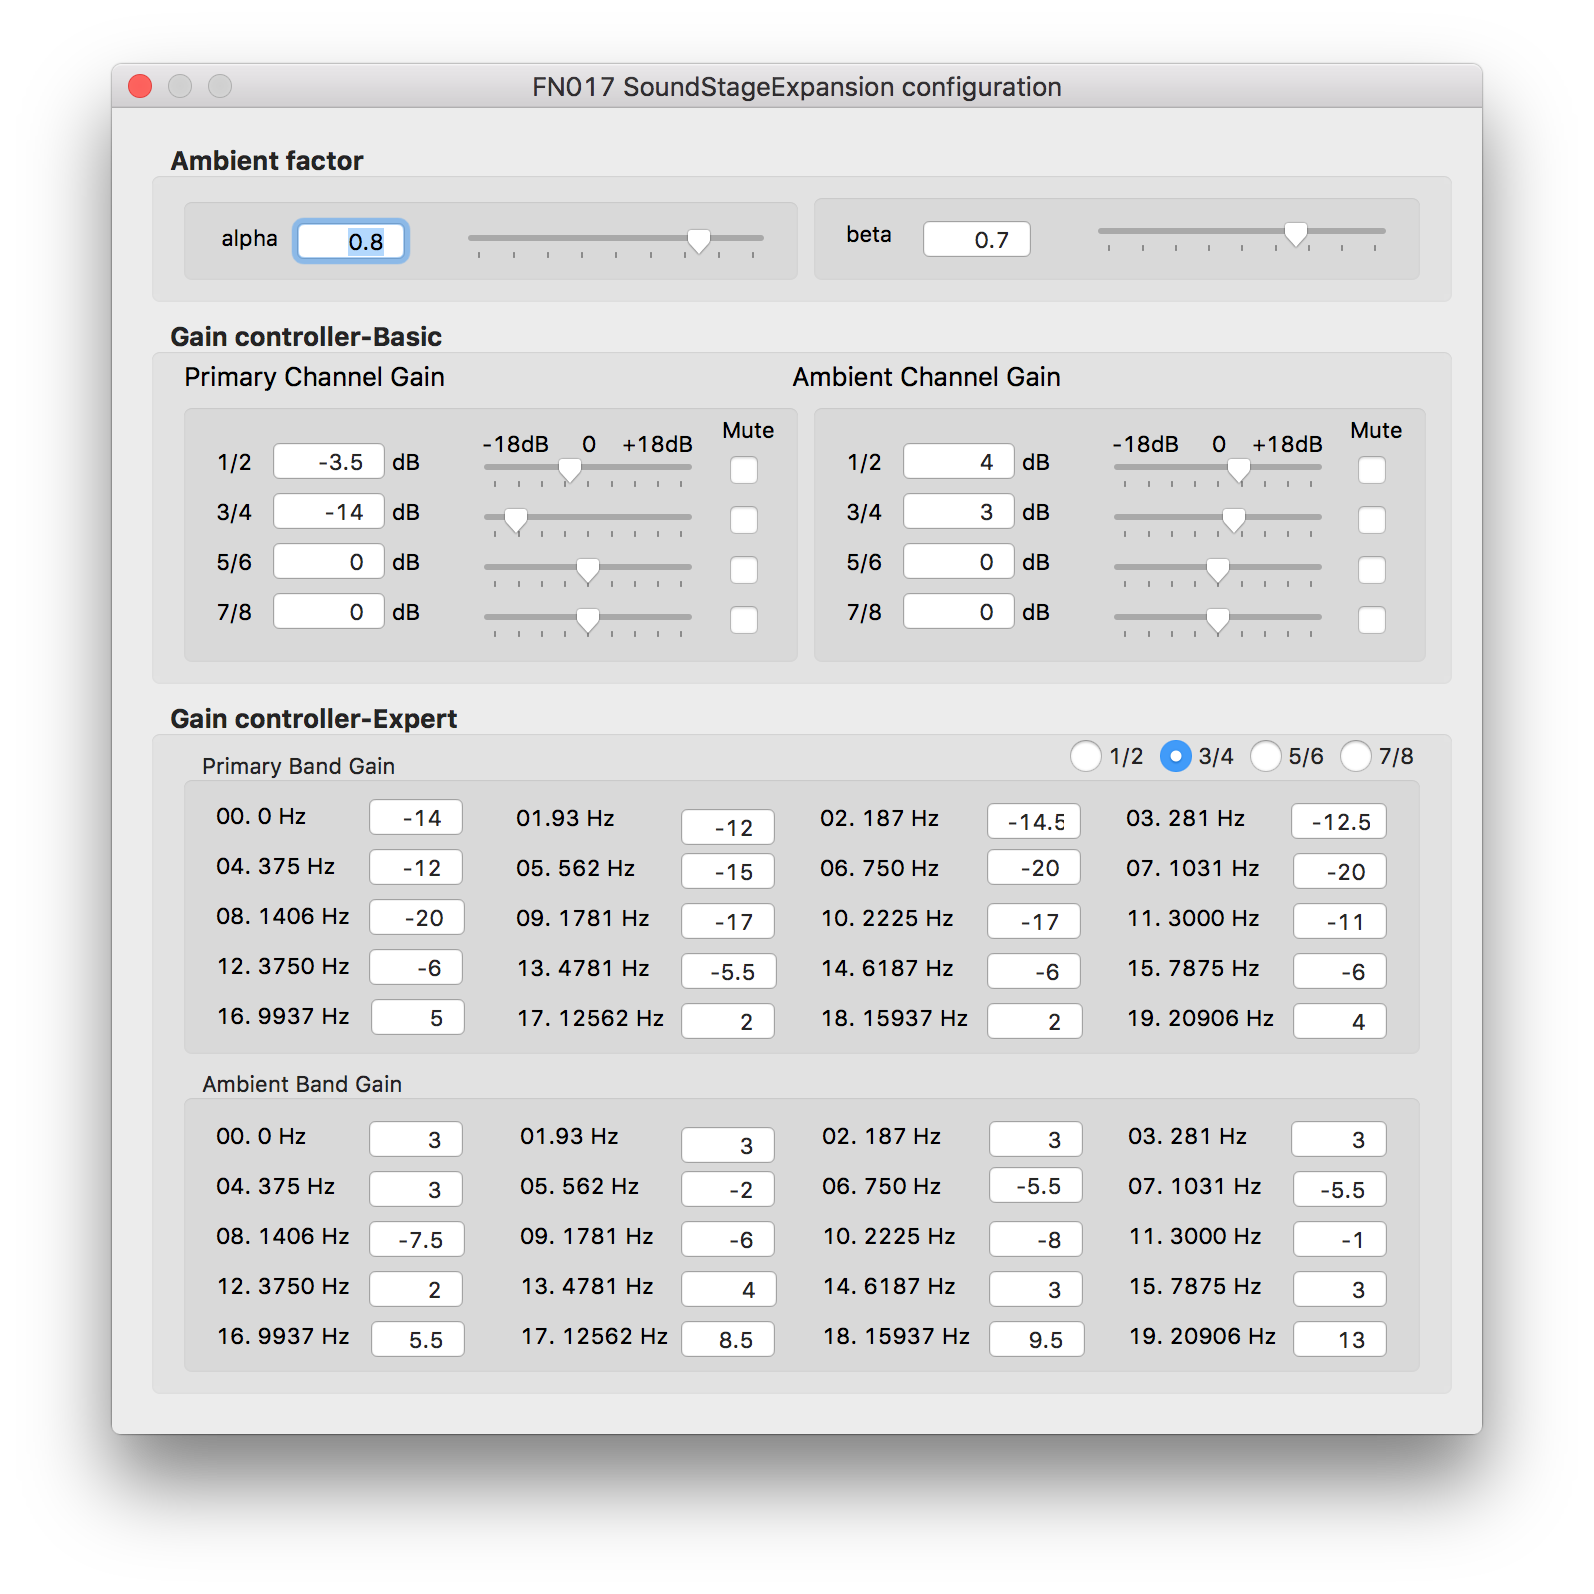 FN017 SoundStageExpansion configuration
Ambient factor
alpha 0.8 beta 0.7
Gain controller-Basic
Primary Channel Gain Ambient Channel Gain
-18dB 0 +18dB Mute -18dB 0 +18dB Mute
1/2 -3.5 dB 1/2 4 dB
3/4 -14 dB 3/4 3 dB
5/6 0 dB 5/6 0 dB
7/8 0 dB 7/8 0 dB
Gain controller-Expert
1/2 3/4 5/6 7/8
Primary Band Gain
00. 0 Hz -14 01.93 Hz -12 02. 187 Hz -14.5 03. 281 Hz -12.5
04. 375 Hz -12 05. 562 Hz -15 06. 750 Hz -20 07. 1031 Hz -20
08. 1406 Hz -20 09. 1781 Hz -17 10. 2225 Hz -17 11. 3000 Hz -11
12. 3750 Hz -6 13. 4781 Hz -5.5 14. 6187 Hz -6 15. 7875 Hz -6
16. 9937 Hz 5 17. 12562 Hz 2 18. 15937 Hz 2 19. 20906 Hz 4
Ambient Band Gain
00. 0 Hz 3 01.93 Hz 3 02. 187 Hz 3 03. 281 Hz 3
04. 375 Hz 3 05. 562 Hz -2 06. 750 Hz -5.5 07. 1031 Hz -5.5
08. 1406 Hz -7.5 09. 1781 Hz -6 10. 2225 Hz -8 11. 3000 Hz -1
12. 3750 Hz 2 13. 4781 Hz 4 14. 6187 Hz 3 15. 7875 Hz 3
16. 9937 Hz 5.5 17. 12562 Hz 8.5 18. 15937 Hz 9.5 19. 20906 Hz 13